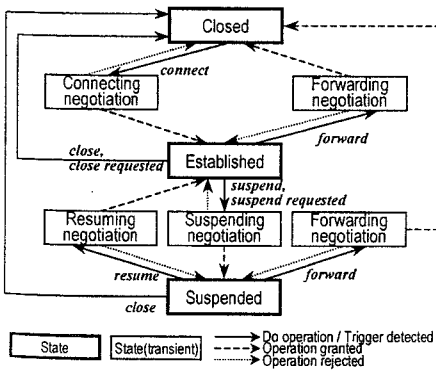 Closed
connect
Connecting
negotiation
Forwarding
negotiation
forward
close,
close requested
Established
suspend,
suspend requested
Resuming
negotiation
Suspending
negotiation
Forwarding
negotiation
resume
forward
Suspended
close
State
State(transient)
Do operation / Trigger detected
Operation granted
Operation rejected